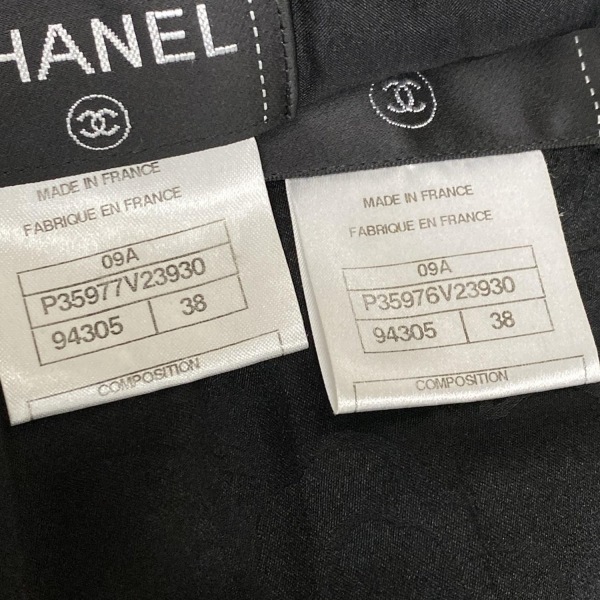 CHANEL
MADE IN FRANCE
FABRIQUE EN FRANCE
09A
P35977V23930
94305 38
COMPOSITION
MADE IN FRANCE
FABRIQUE EN FRANCE
09A
P35976V23930
94305 38
COMPOSITION